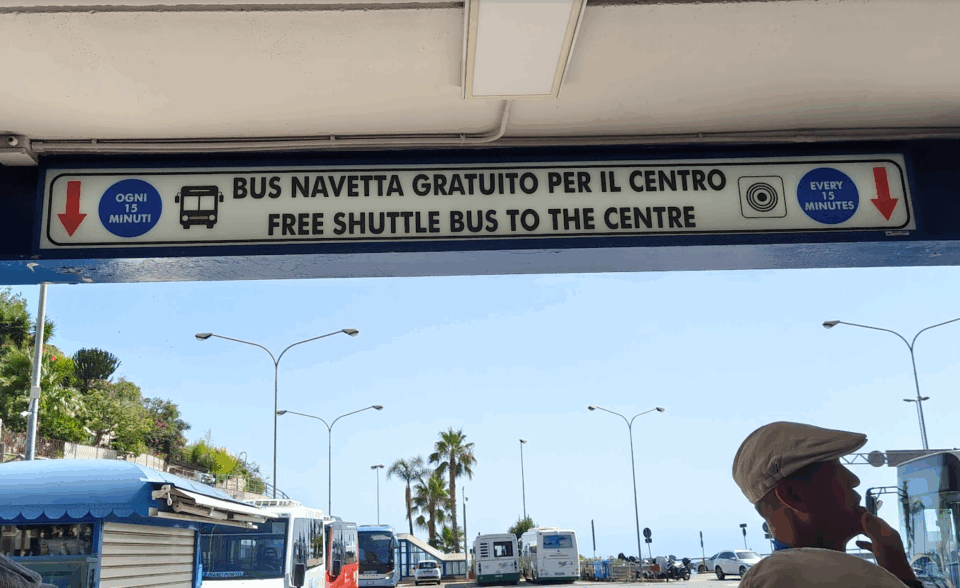 OGNI
15
MINUTI
BUS NAVETTA GRATUITO PER IL CENTRO
FREE SHUTTLE BUS TO THE CENTRE
EVERY
15
MINUTES